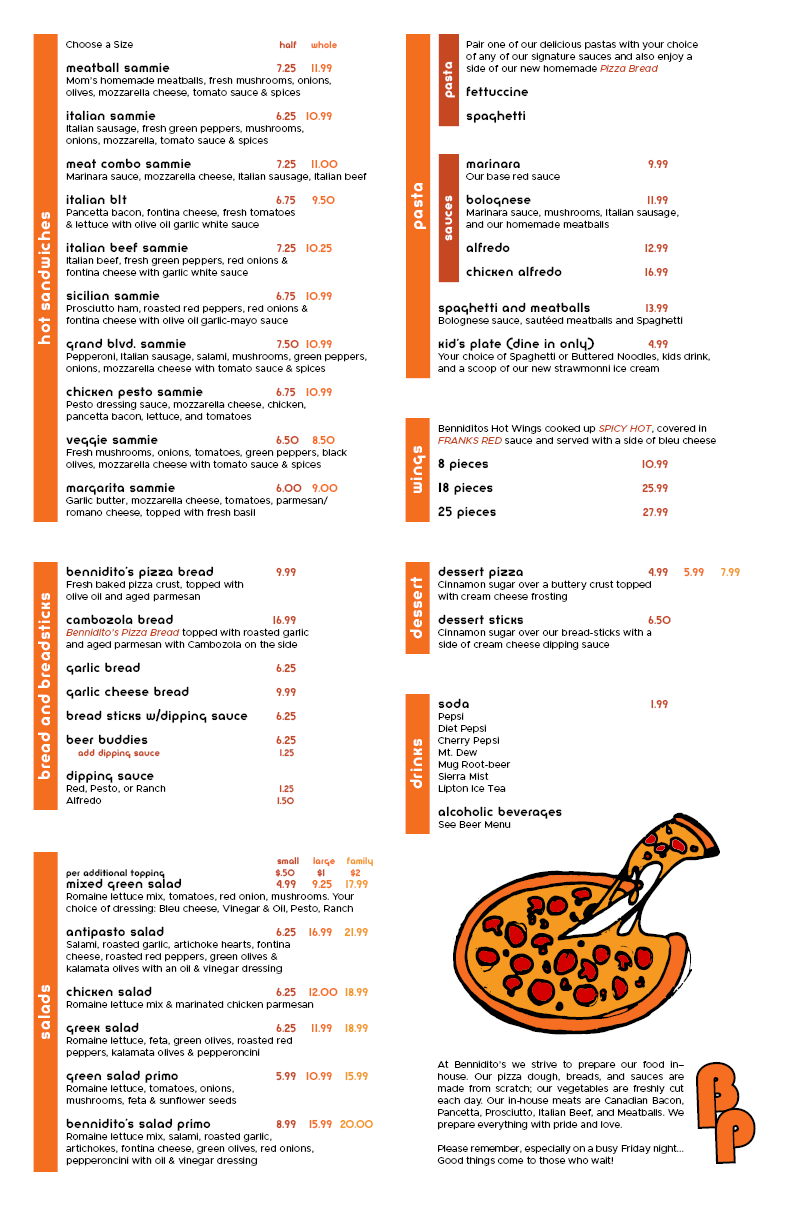 hot sandwiches
Choose a Size half whole
meatball sammie 7.25 11.99
Mom's homemade meatballs, fresh mushrooms, onions,
olives, mozzarella cheese, tomato sauce & spices
italian sammie 6.25 10.99
Italian sausage, fresh green peppers, mushrooms,
onions, mozzarella, tomato sauce & spices
meat combo sammie 7.25 11.00
Marinara sauce, mozzarella cheese, Italian sausage, Italian beef
italian blt 6.75 9.50
Pancetta bacon, fontina cheese, fresh tomatoes
& lettuce with olive oil garlic white sauce
italian beef sammie 7.25 10.25
Italian beef, fresh green peppers, red onions &
fontina cheese with garlic white sauce
sicilian sammie 6.75 10.99
Prosciutto ham, roasted red peppers, red onions &
fontina cheese with olive oil garlic-mayo sauce
grand blvd. sammie 7.50 10.99
Pepperoni, Italian sausage, salami, mushrooms, green peppers,
onions, mozzarella cheese with tomato sauce & spices
chicken pesto sammie 6.75 10.99
Pesto dressing sauce, mozzarella cheese, chicken,
pancetta bacon, lettuce, and tomatoes
veggie sammie 6.50 8.50
Fresh mushrooms, onions, tomatoes, green peppers, black
olives, mozzarella cheese with tomato sauce & spices
margarita sammie 6.00 9.00
Garlic butter, mozzarella cheese, tomatoes, parmesan/
romano cheese, topped with fresh basil
bread and breadsticks
bennidito's pizza bread 9.99
Fresh baked pizza crust, topped with
olive oil and aged parmesan
cambozola bread 16.99
Bennidito's Pizza Bread topped with roasted garlic
and aged parmesan with Cambozola on the side
garlic bread 6.25
garlic cheese bread 9.99
bread sticks w/dipping sauce 6.25
beer buddies 6.25
add dipping sauce 1.25
dipping sauce
Red, Pesto, or Ranch 1.25
Alfredo 1.50
salads
small large family
per additional topping $.50 $1 $2
mixed green salad 4.99 9.25 17.99
Romaine lettuce mix, tomatoes, red onion, mushrooms. Your
choice of dressing: Bleu cheese, Vinegar & Oil, Pesto, Ranch
antipasto salad 6.25 16.99 21.99
Salami, roasted garlic, artichoke hearts, fontina
cheese, roasted red peppers, green olives &
kalamata olives with an oil & vinegar dressing
chicken salad 6.25 12.00 18.99
Romaine lettuce mix & marinated chicken parmesan
greek salad 6.25 11.99 18.99
Romaine lettuce, feta, green olives, roasted red
peppers, kalamata olives & pepperoncini
green salad primo 5.99 10.99 15.99
Romaine lettuce, tomatoes, onions,
mushrooms, feta & sunflower seeds
bennidito's salad primo 8.99 15.99 20.00
Romaine lettuce mix, salami, roasted garlic,
artichokes, fontina cheese, green olives, red onions,
pepperoncini with oil & vinegar dressing
pasta
pasta
Pair one of our delicious pastas with your choice
of any of our signature sauces and also enjoy a
side of our new homemade Pizza Bread
fettuccine
spaghetti
sauces
marinara 9.99
Our base red sauce
bolognese 11.99
Marinara sauce, mushrooms, Italian sausage,
and our homemade meatballs
alfredo 12.99
chicken alfredo 16.99
spaghetti and meatballs 13.99
Bolognese sauce, sautéed meatballs and Spaghetti
kid's plate (dine in only) 4.99
Your choice of Spaghetti or Buttered Noodles, kids drink,
and a scoop of our new strawmonni ice cream
wings
Benniditos Hot Wings cooked up SPICY HOT, covered in
FRANKS RED sauce and served with a side of bleu cheese
8 pieces 10.99
18 pieces 25.99
25 pieces 27.99
dessert
dessert pizza 4.99 5.99 7.99
Cinnamon sugar over a buttery crust topped
with cream cheese frosting
dessert sticks 6.50
Cinnamon sugar over our bread-sticks with a
side of cream cheese dipping sauce
drinks
soda 1.99
Pepsi
Diet Pepsi
Cherry Pepsi
Mt. Dew
Mug Root-beer
Sierra Mist
Lipton Ice Tea
alcoholic beverages
See Beer Menu
At Bennidito's we strive to prepare our food in-
house. Our pizza dough, breads, and sauces are
made from scratch; our vegetables are freshly cut
each day. Our in-house meats are Canadian Bacon,
Pancetta, Prosciutto, Italian Beef, and Meatballs. We
prepare everything with pride and love.
Please remember, especially on a busy Friday night...
Good things come to those who wait!
BP